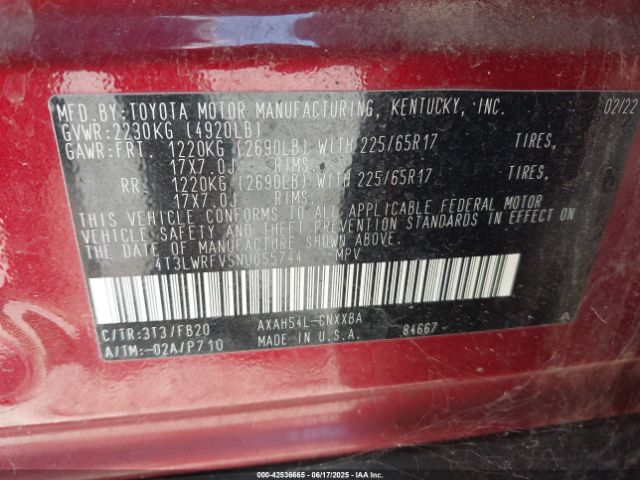 MFD.BY:TOYOTA MOTOR MANUFACTURING, KENTUCKY, INC. 02/22
GVWR:2230KG (4920LB)
GAWR:FRT. 1220KG (2690LB) WITH 225/65R17 TIRES,
17X7.0J RIMS,
RR. 1220KG (2690LB) WITH 225/65R17 TIRES,
17X7.0J RIMS
THIS VEHICLE CONFORMS TO ALL APPLICABLE FEDERAL MOTOR
VEHICLE SAFETY AND THEFT PREVENTION STANDARDS IN EFFECT ON
THE DATE OF MANUFACTURE SHOWN ABOVE.
4T3LWRFV5NU055744 MPV
C/TR:3T3/FB20 AXAH54L-CNXXBA 84667 A
A/TM:-02A/P710 MADE IN U.S.A.
42536665 06/17/2025 IMPACT AUCTIONS CANADA